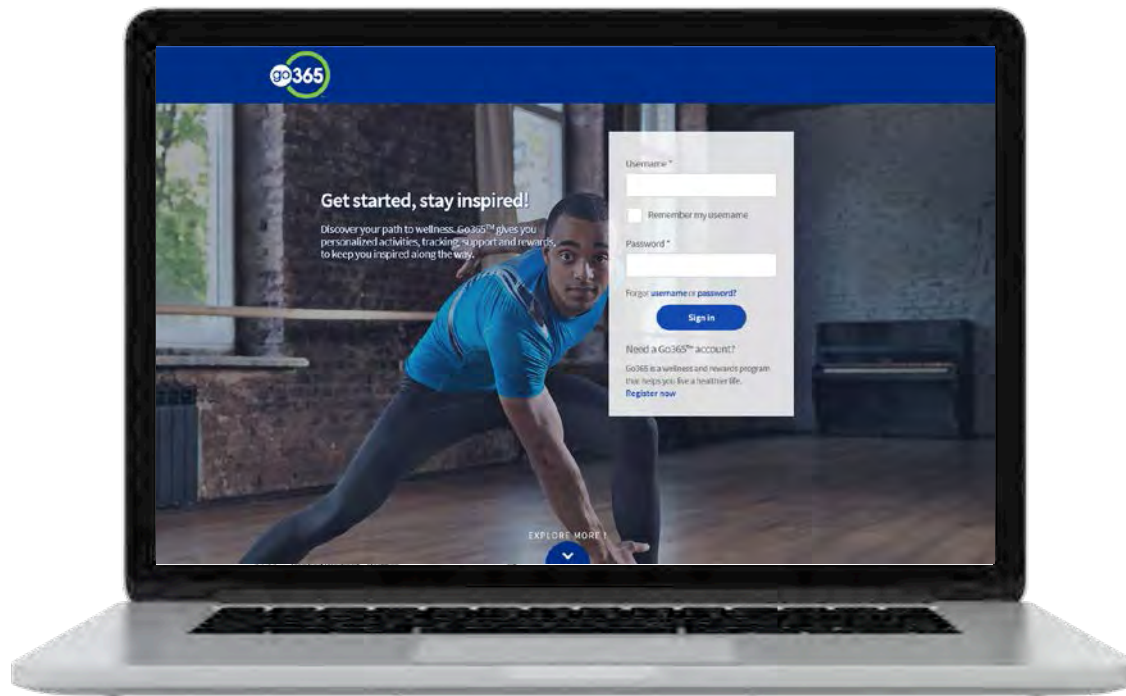 go365
Get started, stay inspired!
Discover your path to wellness. Go365™ gives you
personalized activities, tracking, support and rewards,
to keep you inspired along the way.
Username *
Remember my username
Password *
Forgot username or password?
Sign in
Need a Go365™ account?
Go365 is a wellness and rewards program
that helps you live a healthier life.
Register now
EXPLORE MORE !